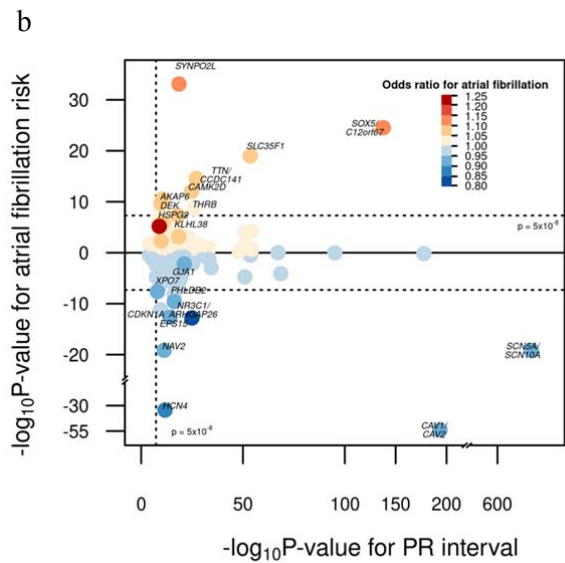 b
SYNPO2L
30
Odds ratio for atrial fibrillation
1.25
1.20
1.15
1.10
1.05
1.00
0.95
0.90
0.85
0.80
SOX5/
C12orf67
20
SLC35F1
TTN/
CCDC141
CAMK2D
10
AKAP6
DEK
THRB
HSPG2
KLHL38
p = 5x10-8
0
GJA1
XPO7
PHLDB2
-10
NR3C1/
CDKN1A ARHGAP26
EPS15
NAV2
-20
SCN5A/
SCN10A
-30
HCN4
-55
p = 5x10-8
CAV1/
CAV2
0 50 100 150 200 600
-log10P-value for atrial fibrillation risk
-log10P-value for PR interval